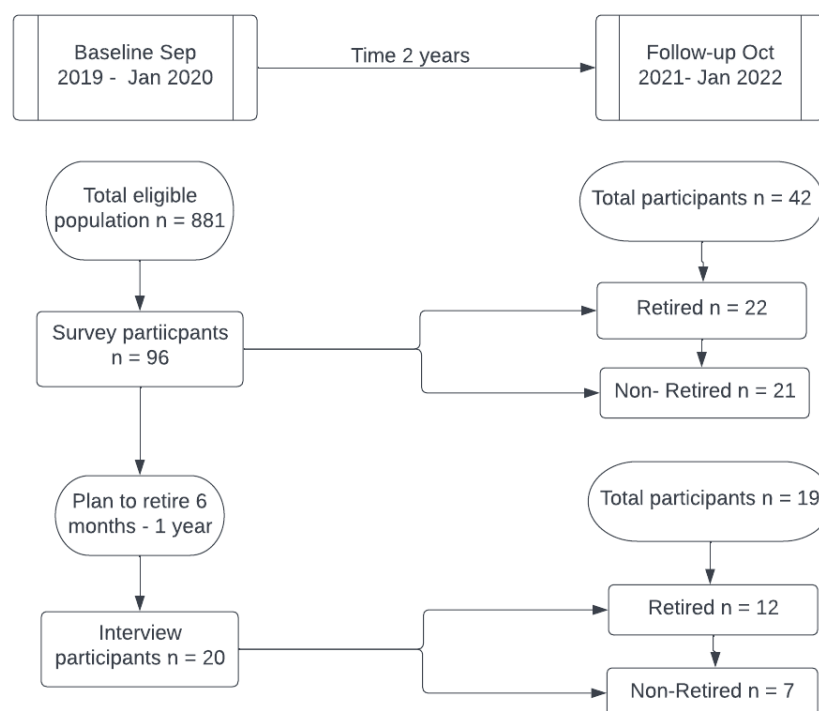 Baseline Sep
2019 - Jan 2020
Time 2 years
Follow-up Oct
2021- Jan 2022
Total eligible
population n = 881
Total participants n = 42
Survey partiicpants
n = 96
Retired n = 22
Non- Retired n = 21
Plan to retire 6
months - 1 year
Total participants n = 19
Interview
participants n = 20
Retired n = 12
Non-Retired n = 7